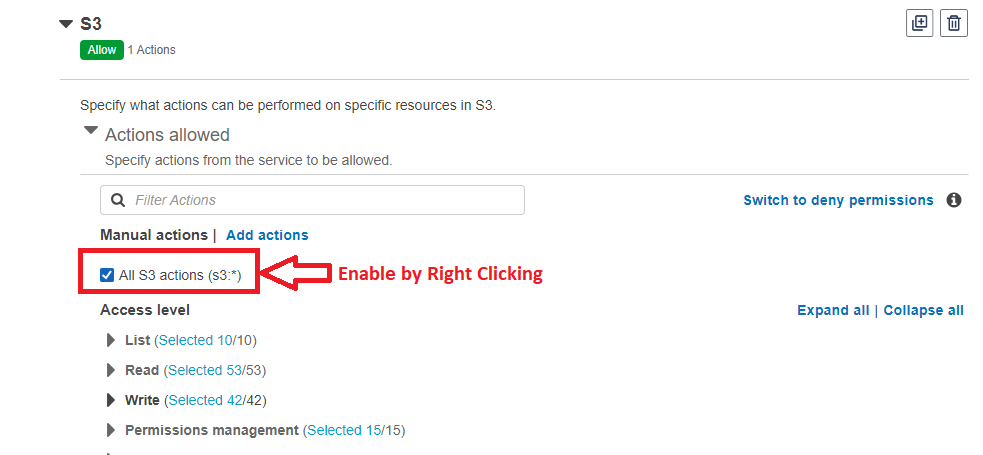 S3
Allow 1 Actions
Specify what actions can be performed on specific resources in S3.
Actions allowed
Specify actions from the service to be allowed.
Filter Actions
Switch to deny permissions
Manual actions | Add actions
All S3 actions (s3:*)
Enable by Right Clicking
Access level
Expand all | Collapse all
List (Selected 10/10)
Read (Selected 53/53)
Write (Selected 42/42)
Permissions management (Selected 15/15)